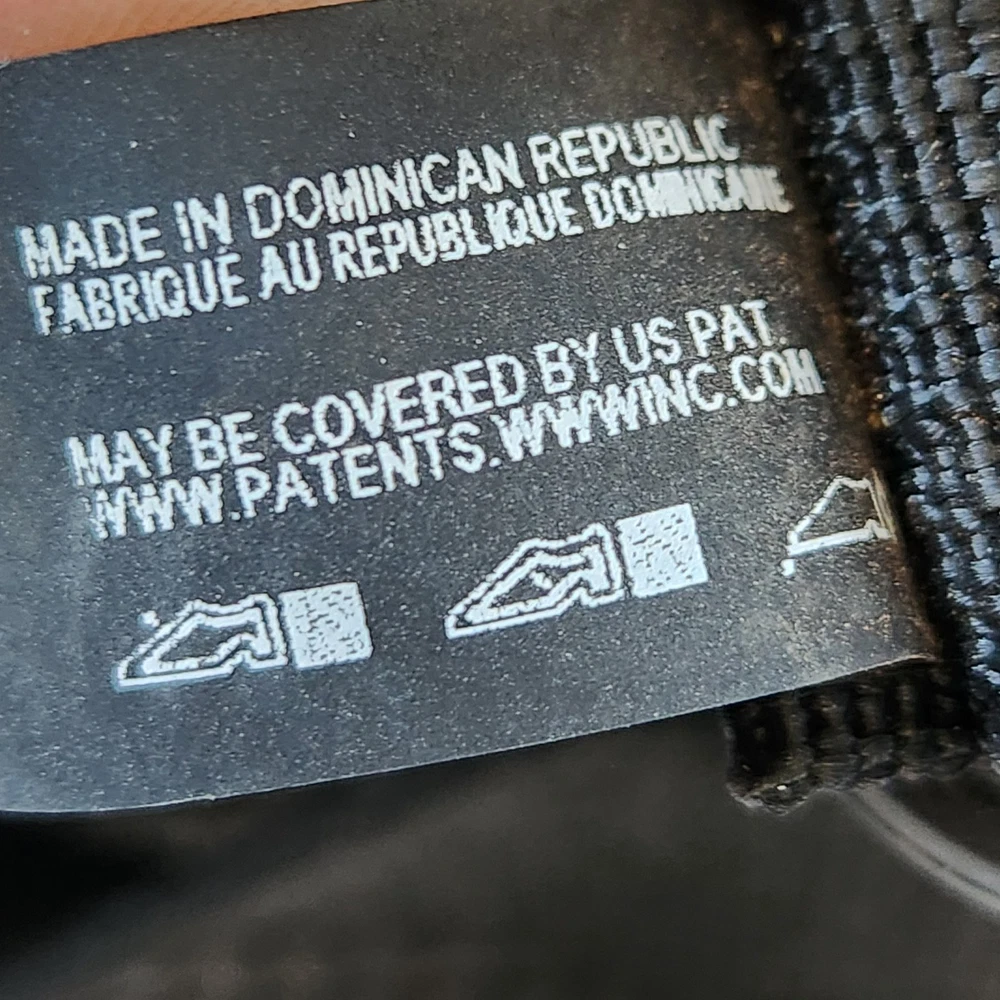 MADE IN DOMINICAN REPUBLIC
FABRIQUE AU REPUBLIQUE DOMINICAINE
MAY BE COVERED BY US PAT.
WWW.PATENTS.WWWINC.COM